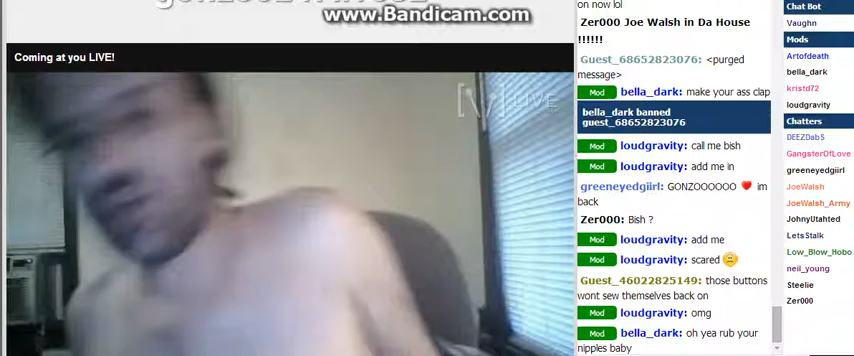 www.Bandicam.com
Coming at you LIVE!
[\/] LIVE
on now lol
Zer000 Joe Walsh in Da House
!!!!!!
Guest_68652823076: <purged
message>
Mod bella_dark: make your ass clap
bella_dark banned
guest_68652823076
Mod loudgravity: call me bish
Mod loudgravity: add me in
greeneyedgiirl: GONZOOOOOO ❤ im
back
Zer000: Bish ?
Mod loudgravity: add me
Mod loudgravity: scared
Guest_46022825149: those buttons
wont sew themselves back on
Mod loudgravity: omg
Mod bella_dark: oh yea rub your
nipples baby
Chat Bot
Vaughn
Mods
Artofdeath
bella_dark
kristd72
loudgravity
Chatters
DEEZDabS
GangsterOfLove
greeneyedgiirl
JoeWalsh
JoeWalsh_Army
JohnyUtahted
LetsStalk
Low_Blow_Hobo
neil_young
Steelie
Zer000